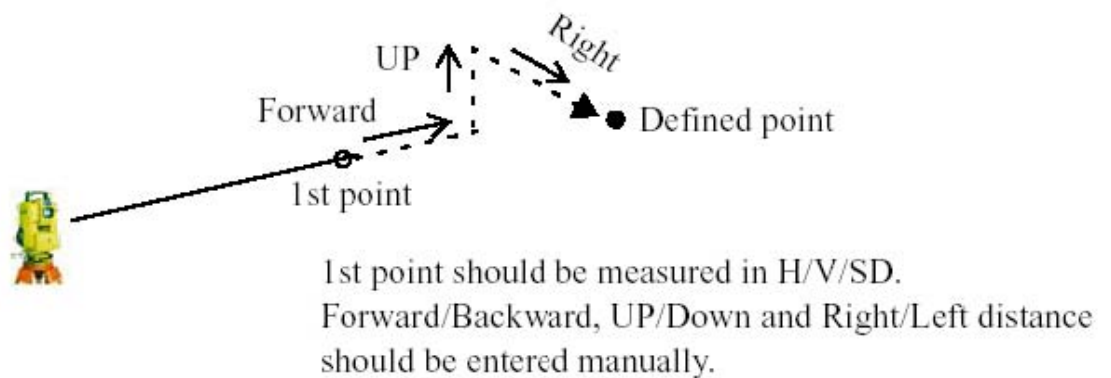 Right
UP
Forward
Defined point
1st point
1st point should be measured in H/V/SD.
Forward/Backward, UP/Down and Right/Left distance
should be entered manually.